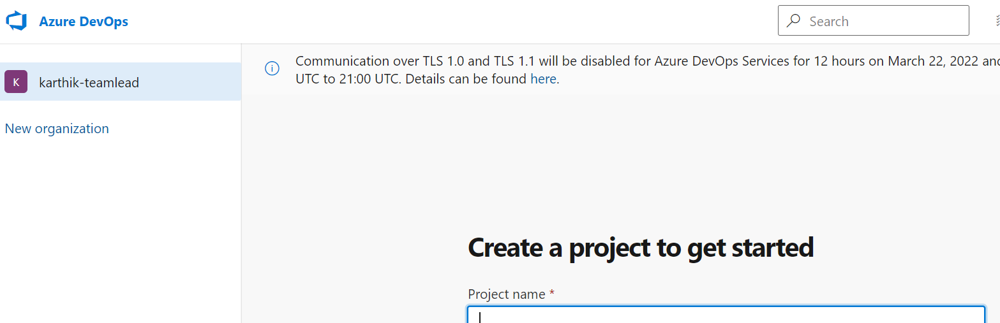 Azure DevOps
Search
K
karthik-teamlead
New organization
Communication over TLS 1.0 and TLS 1.1 will be disabled for Azure DevOps Services for 12 hours on March 22, 2022 and
UTC to 21:00 UTC. Details can be found here.
Create a project to get started
Project name *